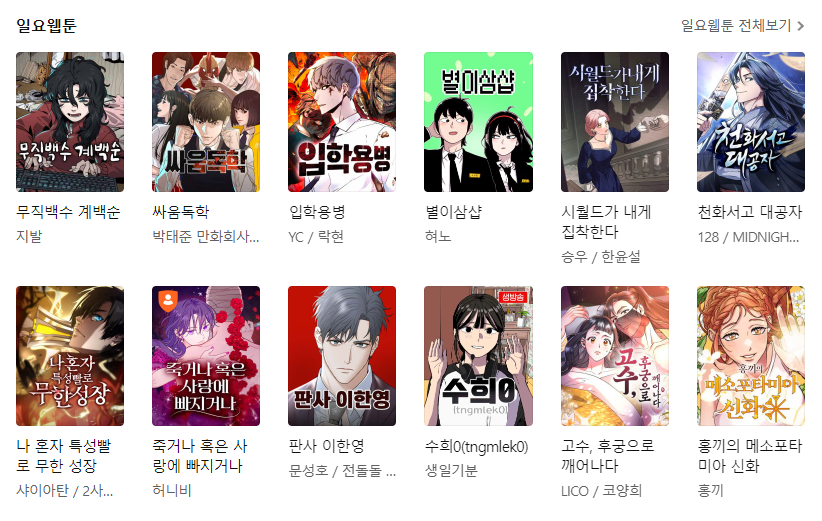 일요웹툰
일요웹툰 전체보기 >
무직백수 계백순
싸움독학
입학용병
별이삼샵
시월드가 내게
집착한다
천화서고
대공자
무직백수 계백순
싸움독학
입학용병
별이삼샵
시월드가 내게
집착한다
천화서고 대공자
지발
박태준 만화회사...
YC / 락현
혀노
승우 / 한윤설
128 / MIDNIGH...
나 혼자
특성빨로
무한성장
죽거나 혹은
사랑에
빠지거나
판사 이한영
생방송
수희0
(tngmlek0)
고수,
후궁으로
깨어나다
홍끼의
메소포타미아
신화
나 혼자 특성빨
로 무한 성장
죽거나 혹은 사
랑에 빠지거나
판사 이한영
수희0(tngmlek0)
고수, 후궁으로
깨어나다
홍끼의 메소포타
미아 신화
샤이아탄 / 2사...
허니비
문성호 / 전돌돌 ...
생일기분
LICO / 코양희
홍끼